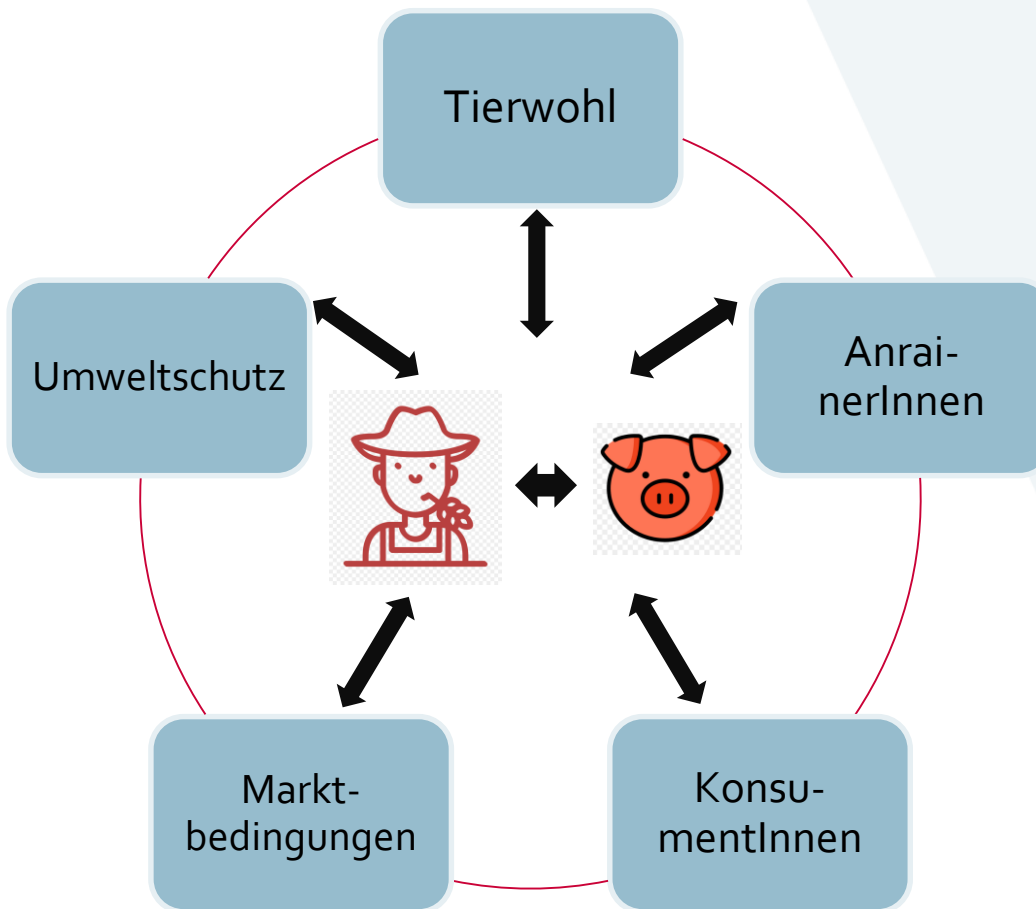 Tierwohl
Umweltschutz
Anrai-
nerInnen
Markt-
bedingungen
Konsu-
mentInnen